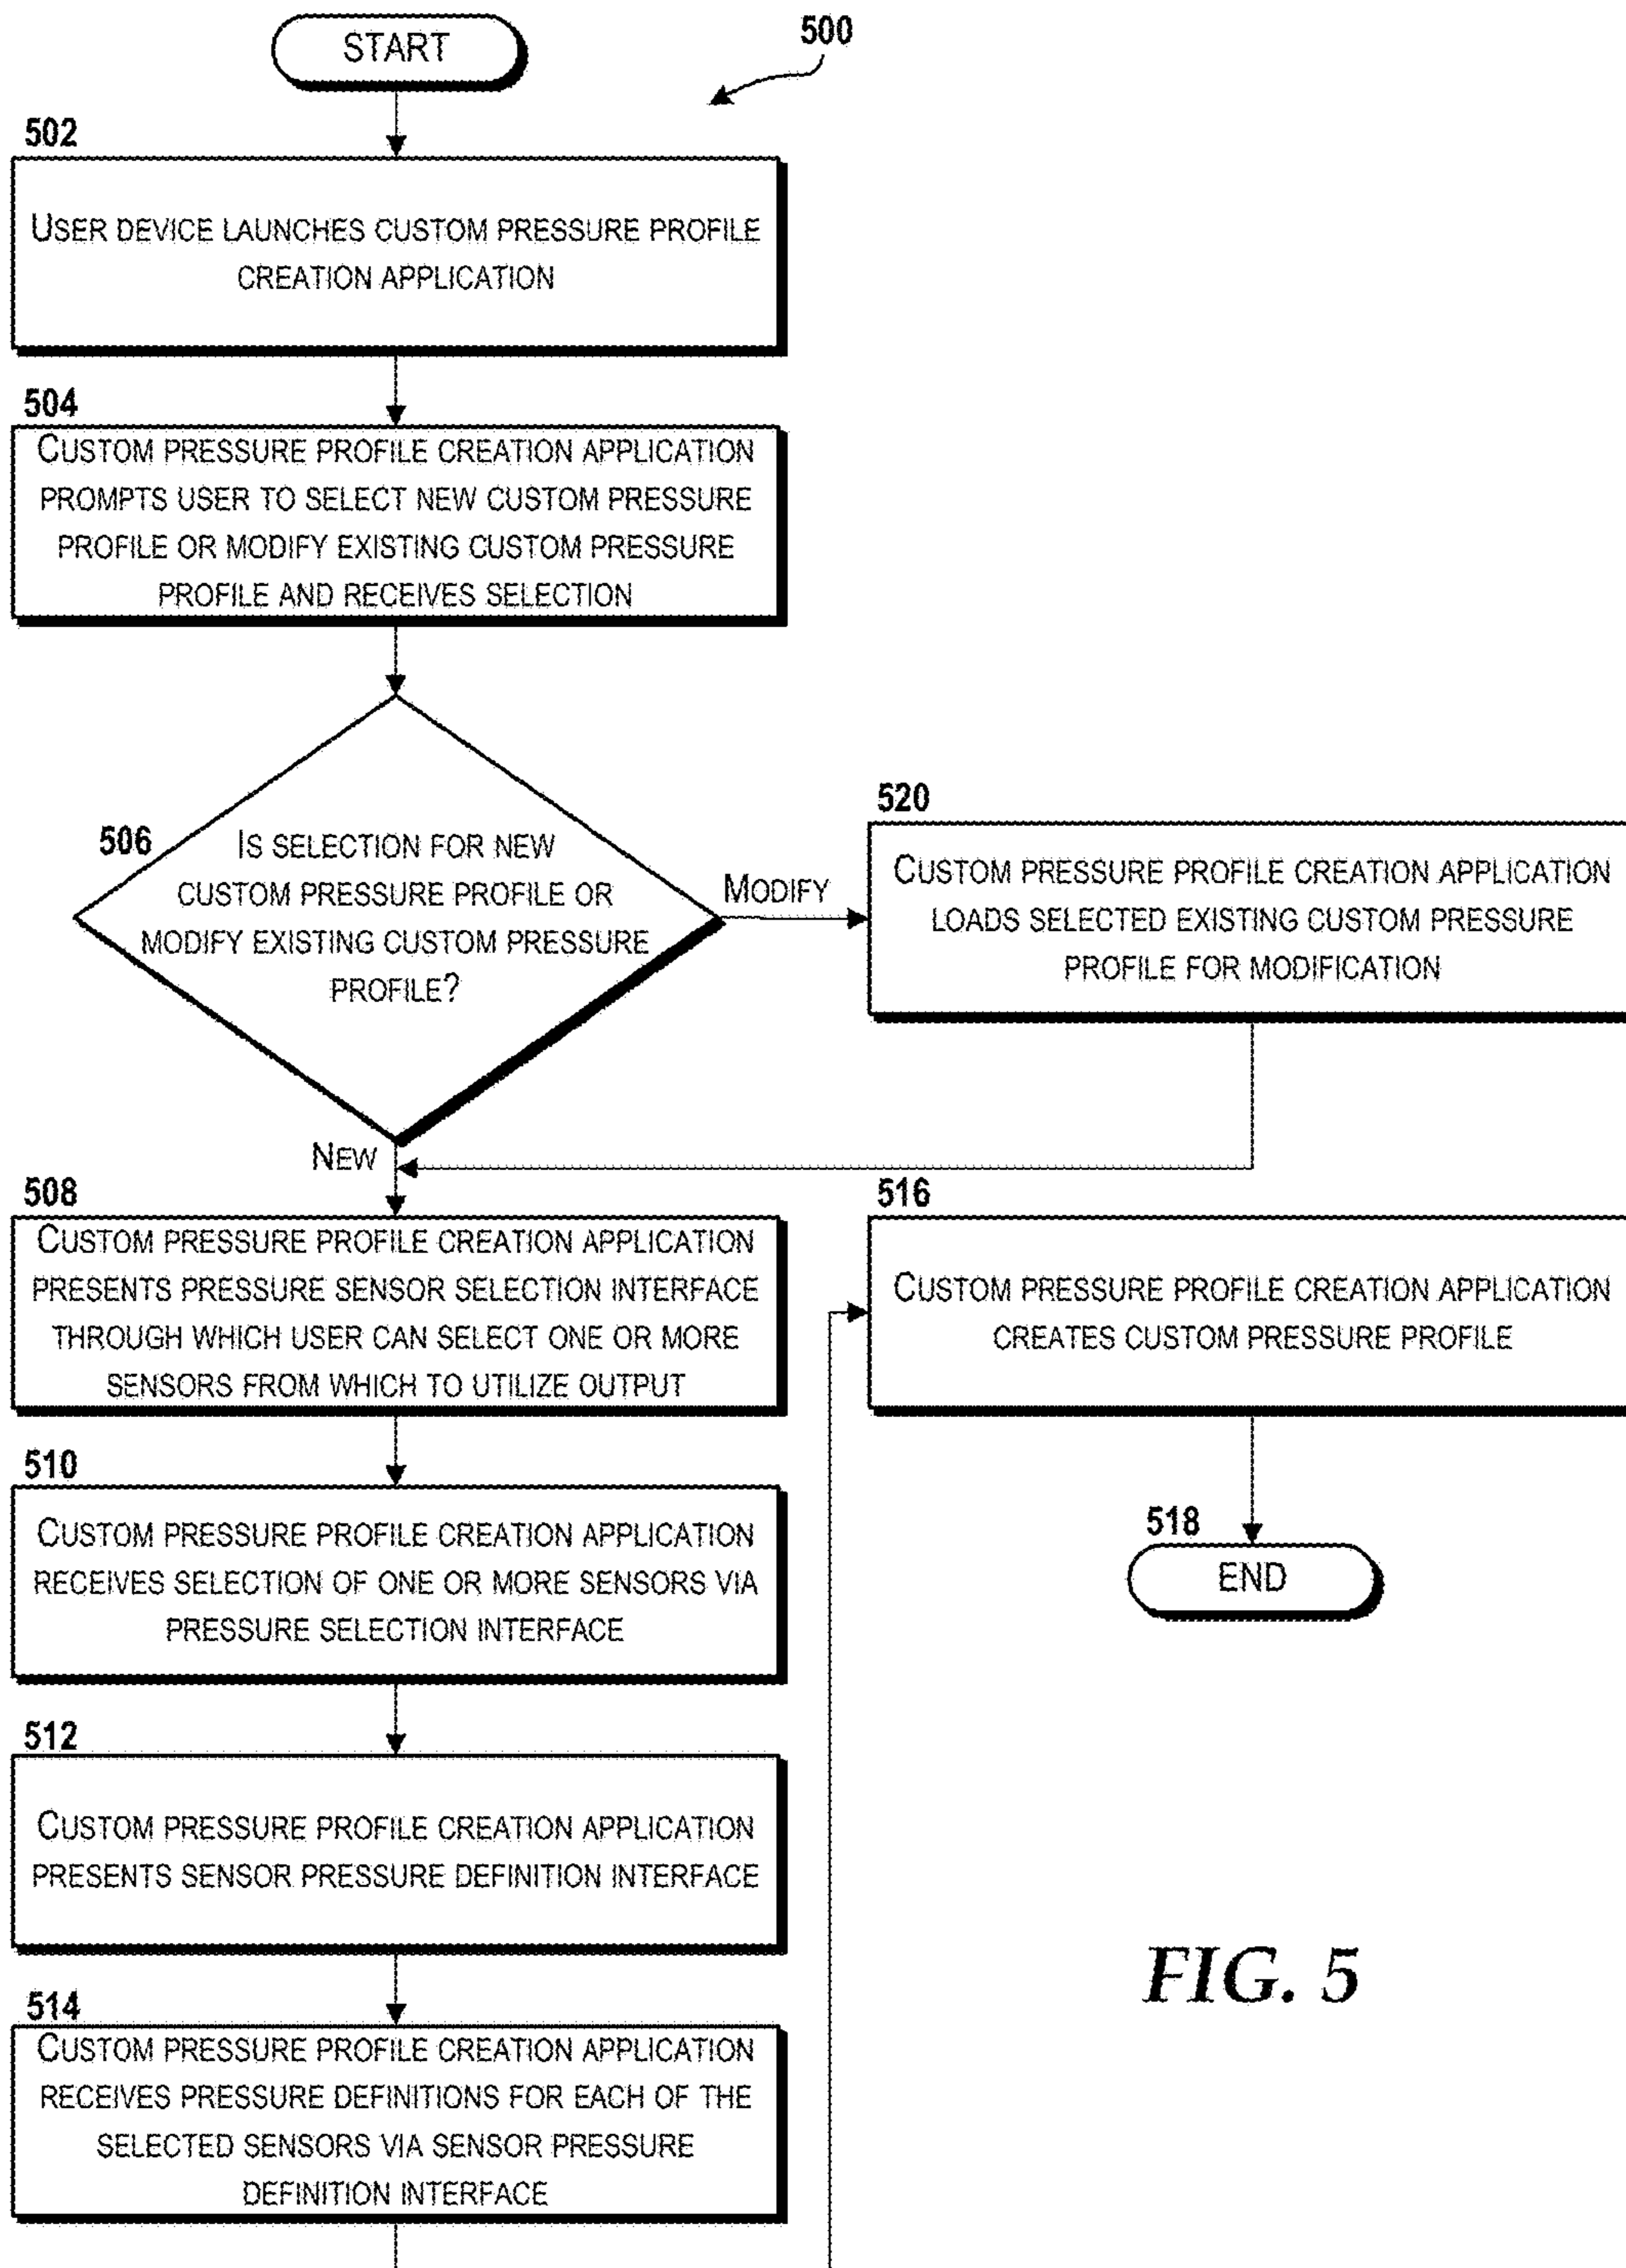 START
500
502
USER DEVICE LAUNCHES CUSTOM PRESSURE PROFILE
CREATION APPLICATION
504
CUSTOM PRESSURE PROFILE CREATION APPLICATION
PROMPTS USER TO SELECT NEW CUSTOM PRESSURE
PROFILE OR MODIFY EXISTING CUSTOM PRESSURE
PROFILE AND RECEIVES SELECTION
506
IS SELECTION FOR NEW
CUSTOM PRESSURE PROFILE OR
MODIFY EXISTING CUSTOM PRESSURE
PROFILE?
MODIFY
520
CUSTOM PRESSURE PROFILE CREATION APPLICATION
LOADS SELECTED EXISTING CUSTOM PRESSURE
PROFILE FOR MODIFICATION
NEW
508
CUSTOM PRESSURE PROFILE CREATION APPLICATION
PRESENTS PRESSURE SENSOR SELECTION INTERFACE
THROUGH WHICH USER CAN SELECT ONE OR MORE
SENSORS FROM WHICH TO UTILIZE OUTPUT
510
CUSTOM PRESSURE PROFILE CREATION APPLICATION
RECEIVES SELECTION OF ONE OR MORE SENSORS VIA
PRESSURE SELECTION INTERFACE
512
CUSTOM PRESSURE PROFILE CREATION APPLICATION
PRESENTS SENSOR PRESSURE DEFINITION INTERFACE
514
CUSTOM PRESSURE PROFILE CREATION APPLICATION
RECEIVES PRESSURE DEFINITIONS FOR EACH OF THE
SELECTED SENSORS VIA SENSOR PRESSURE
DEFINITION INTERFACE
516
CUSTOM PRESSURE PROFILE CREATION APPLICATION
CREATES CUSTOM PRESSURE PROFILE
518
END
FIG. 5